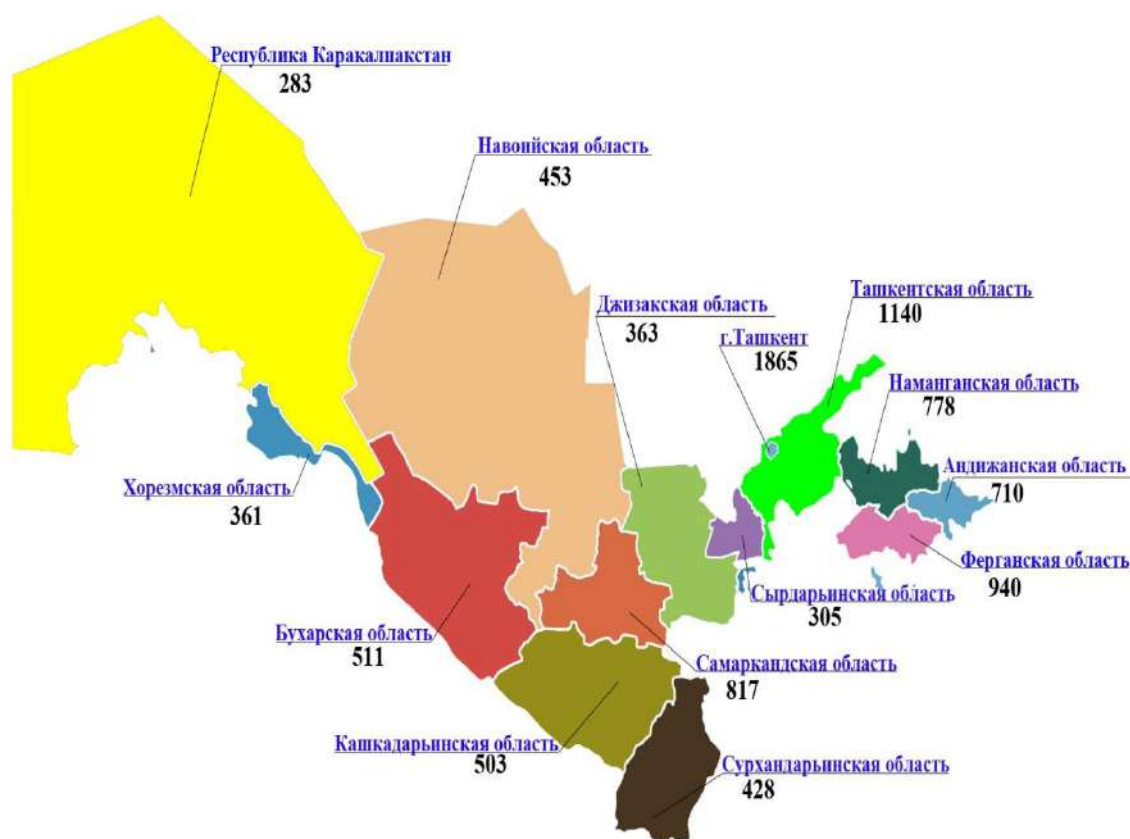 Республика Каракалпакстан
283
Навоийская область
453
Ташкентская область
1140
Джизакская область
363
г.Ташкент
1865
Наманганская область
778
Андижанская область
710
Хорезмская область
361
Ферганская область
940
Сырдарьинская область
305
Бухарская область
511
Самаркандская область
817
Кашкадарьинская область
503
Сурхандарьинская область
428